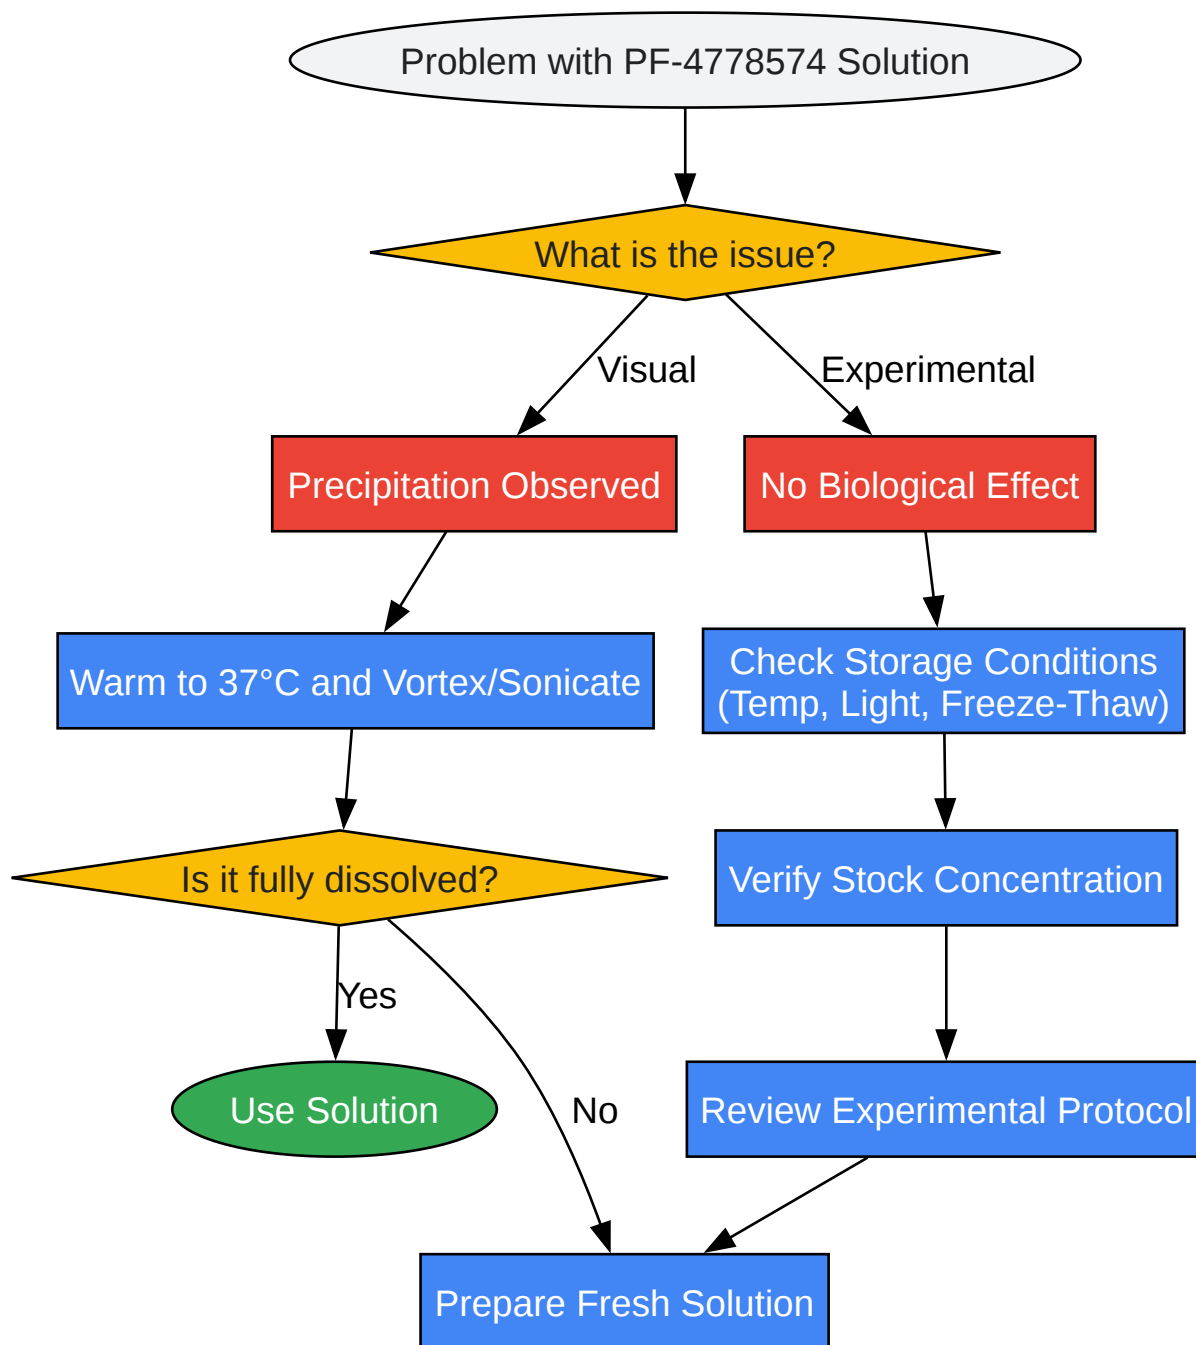 Problem with PF-4778574 Solution
What is the issue?
Visual
Experimental
Precipitation Observed
No Biological Effect
Warm to 37°C and Vortex/Sonicate
Check Storage Conditions
(Temp, Light, Freeze-Thaw)
Is it fully dissolved?
Verify Stock Concentration
Yes
Use Solution
No
Review Experimental Protocol
Prepare Fresh Solution